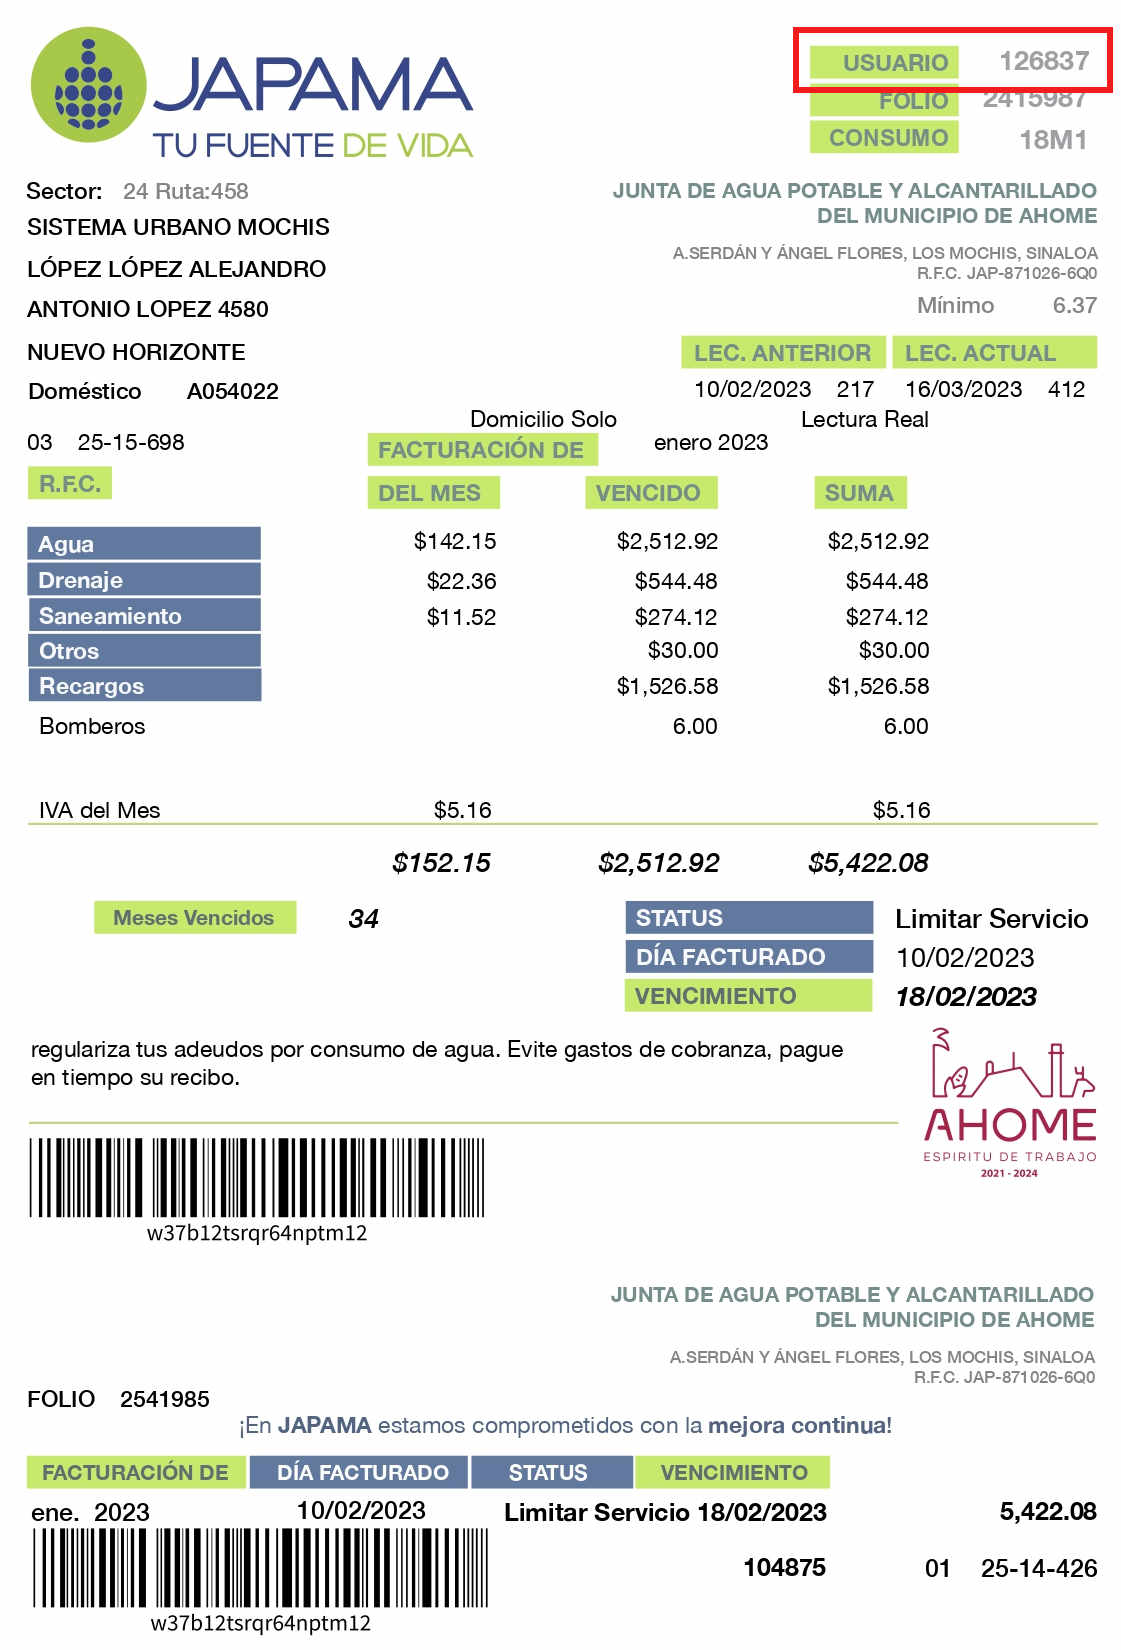 JAPAMA
TU FUENTE DE VIDA
USUARIO 126837
FOLIO 2415987
CONSUMO 18M1
Sector: 24 Ruta:458
SISTEMA URBANO MOCHIS
LÓPEZ LÓPEZ ALEJANDRO
ANTONIO LOPEZ 4580
NUEVO HORIZONTE
Doméstico A054022
JUNTA DE AGUA POTABLE Y ALCANTARILLADO
DEL MUNICIPIO DE AHOME
A.SERDÁN Y ÁNGEL FLORES, LOS MOCHIS, SINALOA
R.F.C. JAP-871026-6Q0
Mínimo 6.37
LEC. ANTERIOR LEC. ACTUAL
10/02/2023 217 16/03/2023 412
Domicilio Solo Lectura Real
03 25-15-698
FACTURACIÓN DE enero 2023
R.F.C. DEL MES VENCIDO SUMA
Agua $142.15 $2,512.92 $2,512.92
Drenaje $22.36 $544.48 $544.48
Saneamiento $11.52 $274.12 $274.12
Otros $30.00 $30.00
Recargos $1,526.58 $1,526.58
Bomberos 6.00 6.00
IVA del Mes $5.16 $5.16
$152.15 $2,512.92 $5,422.08
Meses Vencidos 34
STATUS Limitar Servicio
DÍA FACTURADO 10/02/2023
VENCIMIENTO 18/02/2023
regulariza tus adeudos por consumo de agua. Evite gastos de cobranza, pague
en tiempo su recibo.
AHOME
ESPIRITU DE TRABAJO
2021 - 2024
w37b12tsrqr64nptm12
JUNTA DE AGUA POTABLE Y ALCANTARILLADO
DEL MUNICIPIO DE AHOME
A.SERDÁN Y ÁNGEL FLORES, LOS MOCHIS, SINALOA
R.F.C. JAP-871026-6Q0
FOLIO 2541985
¡En JAPAMA estamos comprometidos con la mejora continua!
FACTURACIÓN DE DÍA FACTURADO STATUS VENCIMIENTO
ene. 2023 10/02/2023 Limitar Servicio 18/02/2023 5,422.08
104875 01 25-14-426
w37b12tsrqr64nptm12